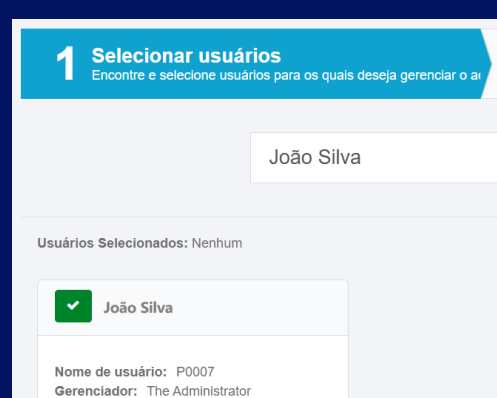 1 Selecionar usuários
Encontre e selecione usuários para os quais deseja gerenciar o
João Silva
Usuários Selecionados: Nenhum
João Silva
Nome de usuário: P0007
Gerenciador: The Administrator